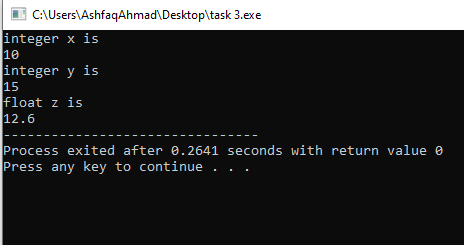 C:\Users\AshfaqAhmad\Desktop\task 3.exe
integer x is
10
integer y is
15
float z is
12.6
--------------------------------
Process exited after 0.2641 seconds with return value 0
Press any key to continue . . .